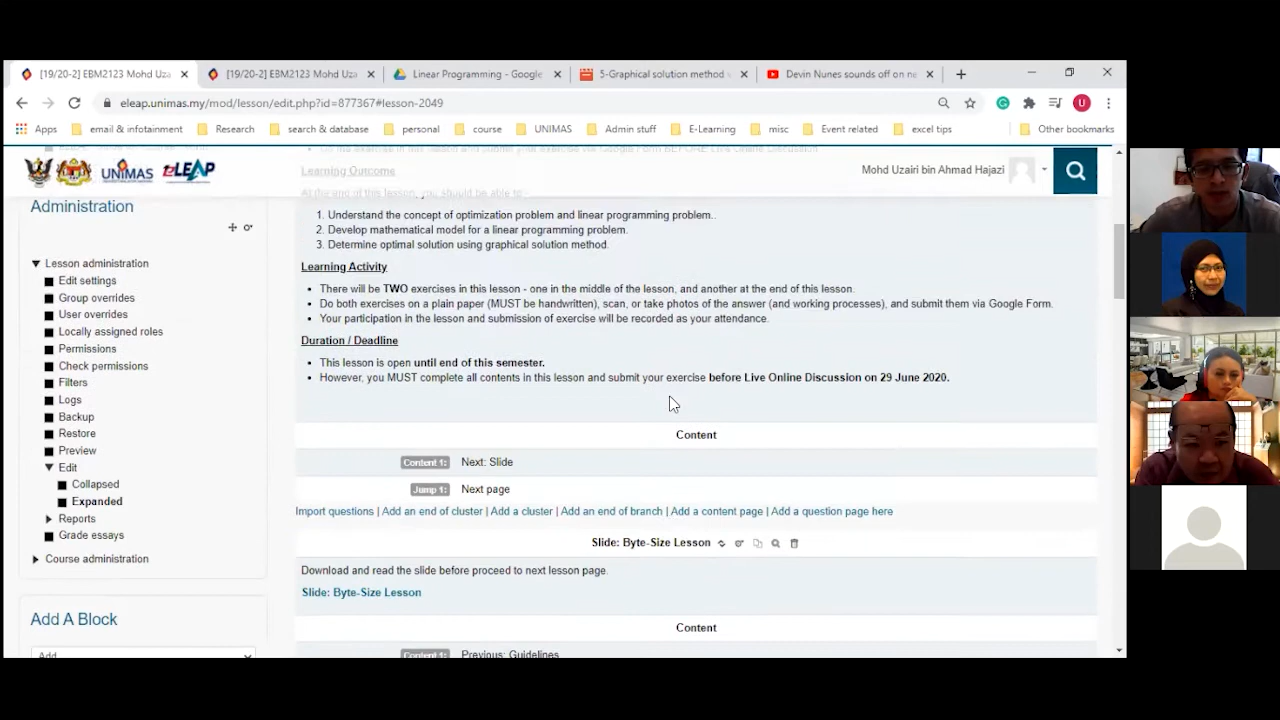 [19/20-2] EBM2123 Mohd Uza
[19/20-2] EBM2123 Mohd Uza
Linear Programming - Google
5-Graphical solution method
Devin Nunes sounds off on ne
eleap.unimas.my/mod/lesson/edit.php?id=877367#lesson-2049
U
Apps
email & infotainment
Research
search & database
personal
course
UNIMAS
Admin stuff
E-Learning
misc
Event related
excel tips
Other bookmarks
UNIMAS
eLEAP
Mohd Uzairi bin Ahmad Hajazi
Administration
Lesson administration
Edit settings
Group overrides
User overrides
Locally assigned roles
Permissions
Check permissions
Filters
Logs
Backup
Restore
Preview
Edit
Collapsed
Expanded
Reports
Grade essays
Course administration
Add A Block
Add...
Learning Outcome
At the end of this lesson, you should be able to:-
1. Understand the concept of optimization problem and linear programming problem..
2. Develop mathematical model for a linear programming problem.
3. Determine optimal solution using graphical solution method.
Learning Activity
There will be TWO exercises in this lesson - one in the middle of the lesson, and another at the end of this lesson.
Do both exercises on a plain paper (MUST be handwritten), scan, or take photos of the answer (and working processes), and submit them via Google Form.
Your participation in the lesson and submission of exercise will be recorded as your attendance.
Duration / Deadline
This lesson is open until end of this semester.
However, you MUST complete all contents in this lesson and submit your exercise before Live Online Discussion on 29 June 2020.
Content
Content 1: Next: Slide
Jump 1: Next page
Import questions | Add an end of cluster | Add a cluster | Add an end of branch | Add a content page | Add a question page here
Slide: Byte-Size Lesson
Download and read the slide before proceed to next lesson page.
Slide: Byte-Size Lesson
Content
Content 1: Previous: Guidelines